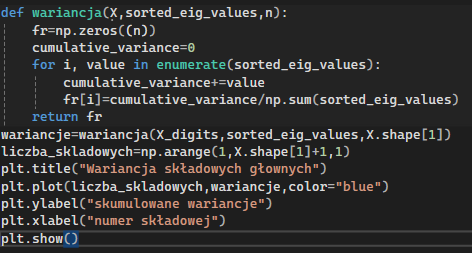 def wariancja(X,sorted_eig_values,n):
    fr=np.zeros((n))
    cumulative_variance=0
    for i, value in enumerate(sorted_eig_values):
        cumulative_variance+=value
        fr[i]=cumulative_variance/np.sum(sorted_eig_values)
    return fr
wariancje=wariancja(X_digits,sorted_eig_values,X.shape[1])
liczba_skladowych=np.arange(1,X.shape[1]+1,1)
plt.title("Wariancja składowych głownych")
plt.plot(liczba_skladowych,wariancje,color="blue")
plt.ylabel("skumulowane wariancje")
plt.xlabel("numer składowej")
plt.show()